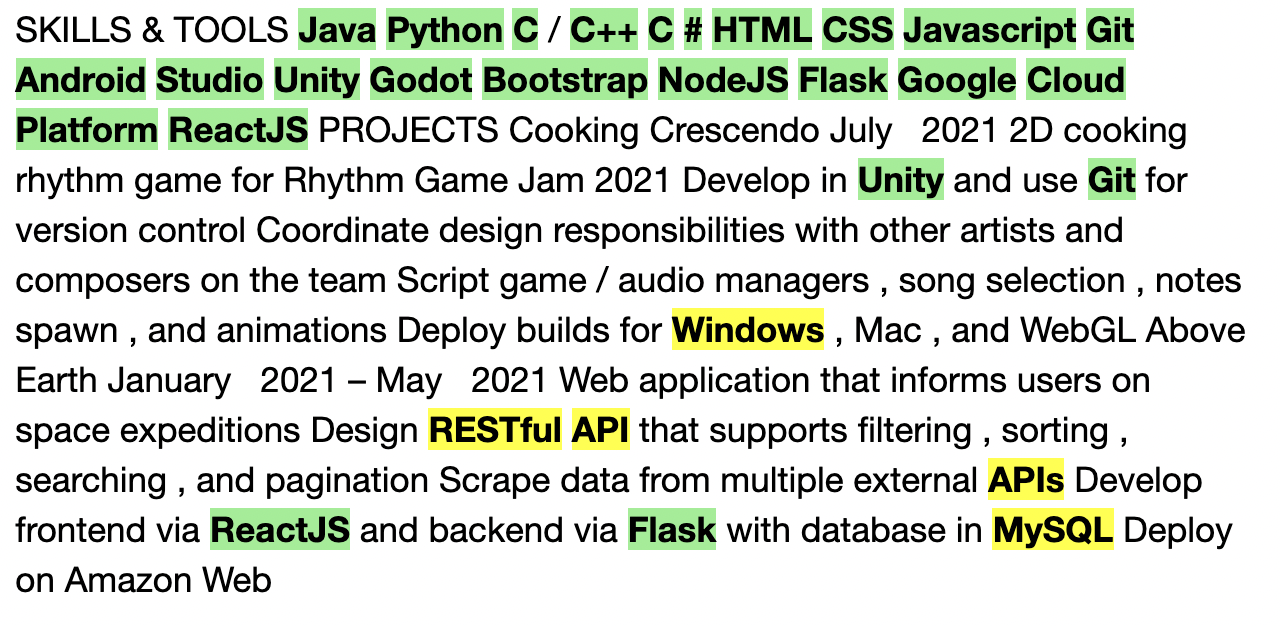 SKILLS & TOOLS Java Python C / C++ C # HTML CSS Javascript Git
Android Studio Unity Godot Bootstrap NodeJS Flask Google Cloud
Platform ReactJS PROJECTS Cooking Crescendo July   2021 2D cooking
rhythm game for Rhythm Game Jam 2021 Develop in Unity and use Git for
version control Coordinate design responsibilities with other artists and
composers on the team Script game / audio managers , song selection , notes
spawn , and animations Deploy builds for Windows , Mac , and WebGL Above
Earth January   2021 – May   2021 Web application that informs users on
space expeditions Design RESTful API that supports filtering , sorting ,
searching , and pagination Scrape data from multiple external APIs Develop
frontend via ReactJS and backend via Flask with database in MySQL Deploy
on Amazon Web